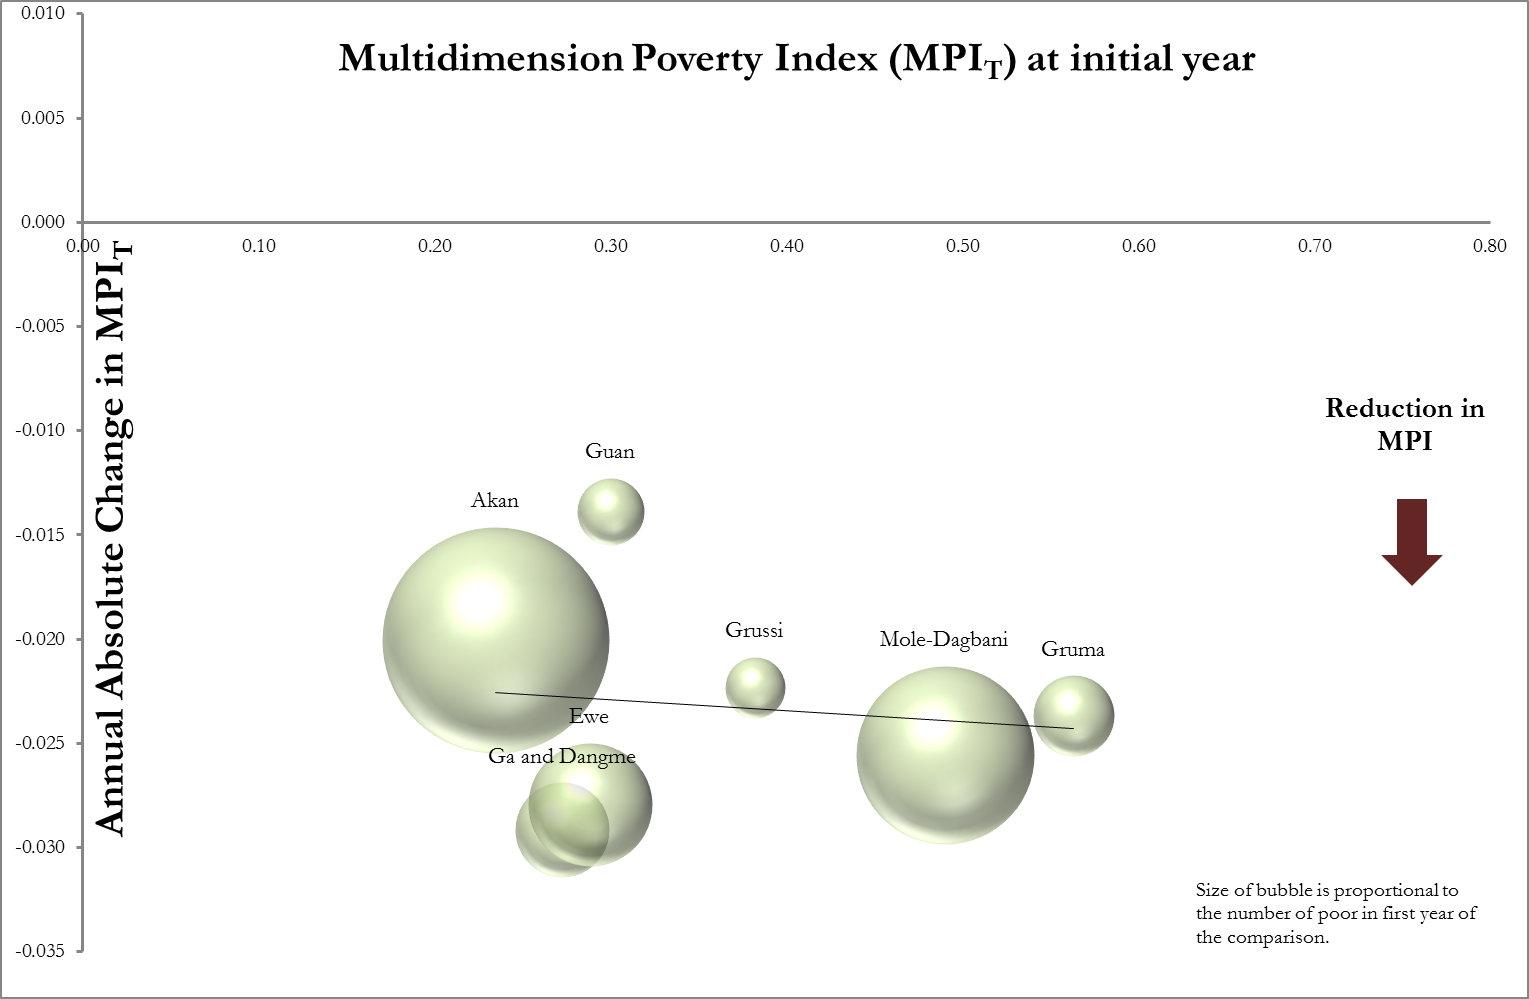 0.010
Multidimension Poverty Index (MPIT) at initial year
0.005
0.000
0.00 0.10 0.20 0.30 0.40 0.50 0.60 0.70 0.80
Annual Absolute Change in MPIT
-0.005
-0.010
-0.015
-0.020
-0.025
-0.030
-0.035
Reduction in
MPI
Guan
Akan
Grussi
Mole-Dagbani
Gruma
Ewe
Ga and Dangme
Size of bubble is proportional to
the number of poor in first year of
the comparison.